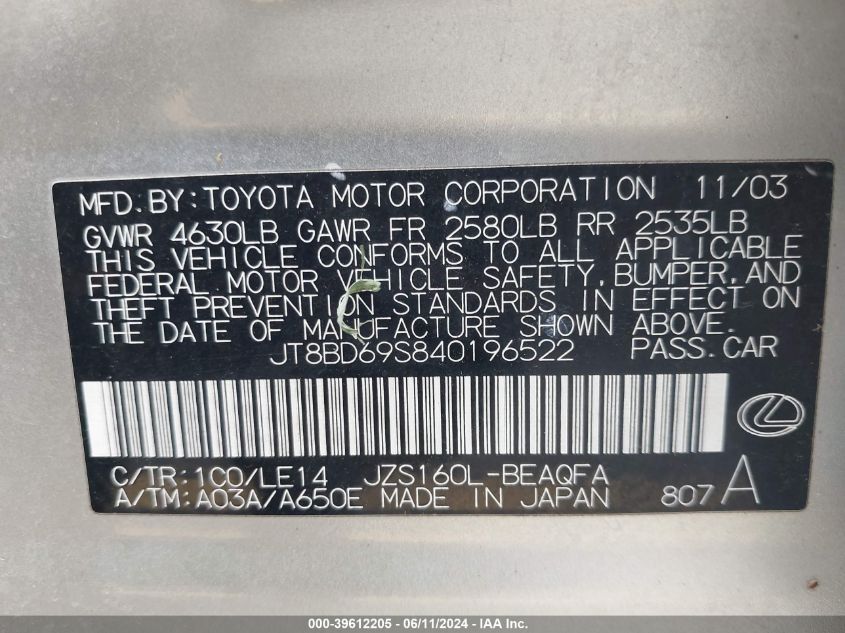 MFD. BY: TOYOTA MOTOR CORPORATION 11/03
GVWR 4630LB GAWR FR 2580LB RR 2535LB
THIS VEHICLE CONFORMS TO ALL APPLICABLE
FEDERAL MOTOR VEHICLE SAFETY, BUMPER, AND
THEFT PREVENTION STANDARDS IN EFFECT ON
THE DATE OF MANUFACTURE SHOWN ABOVE.
JT8BD69S840196522 PASS. CAR
C/TR: 1C0/LE14 JZS160L-BEAQFA
A/TM: A03A/A650E MADE IN JAPAN 807 A
000-39612205 - 06/11/2024 - IAA Inc.